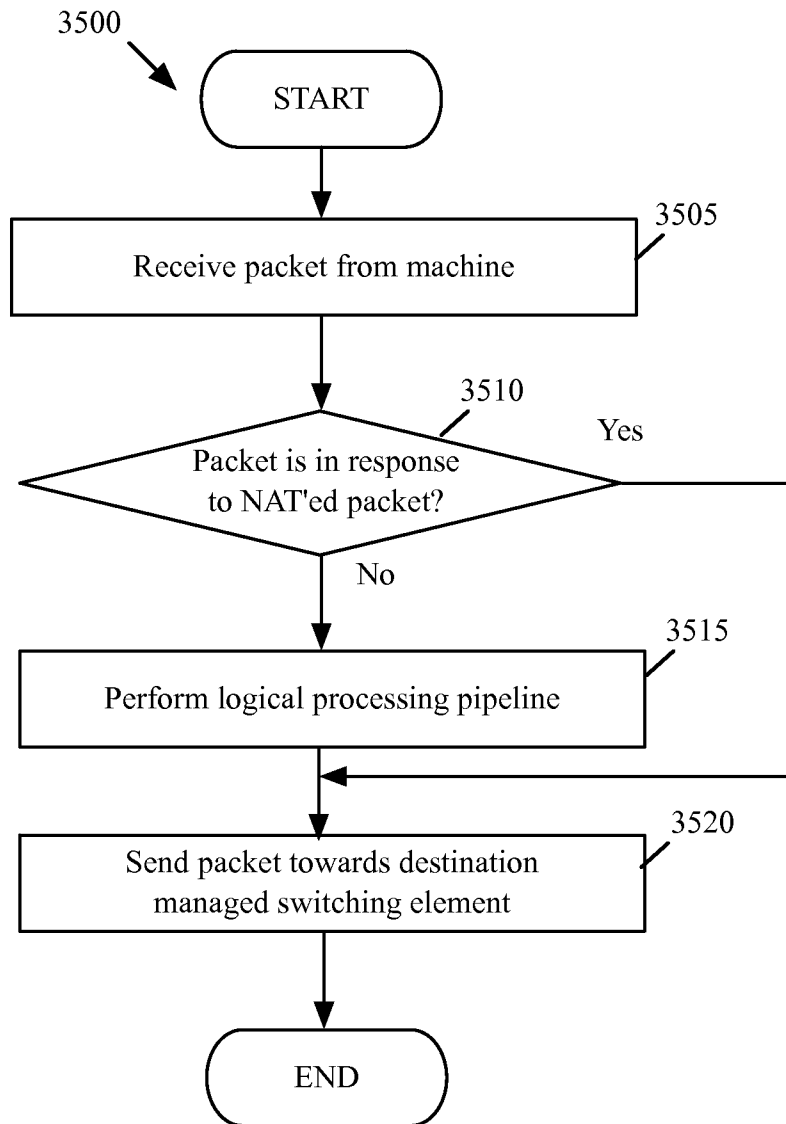 3500
START
3505
Receive packet from machine
3510
Yes
Packet is in response
to NAT'ed packet?
No
3515
Perform logical processing pipeline
3520
Send packet towards destination
managed switching element
END